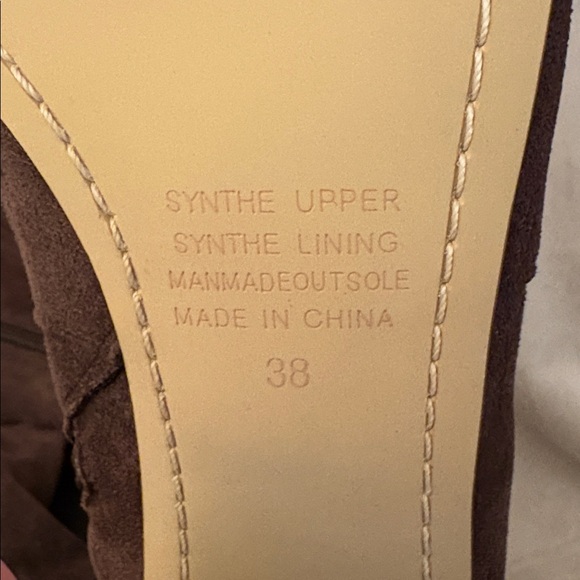 SYNTHE UPPER
SYNTHE LINING
MANMADEOUTSOLE
MADE IN CHINA
38